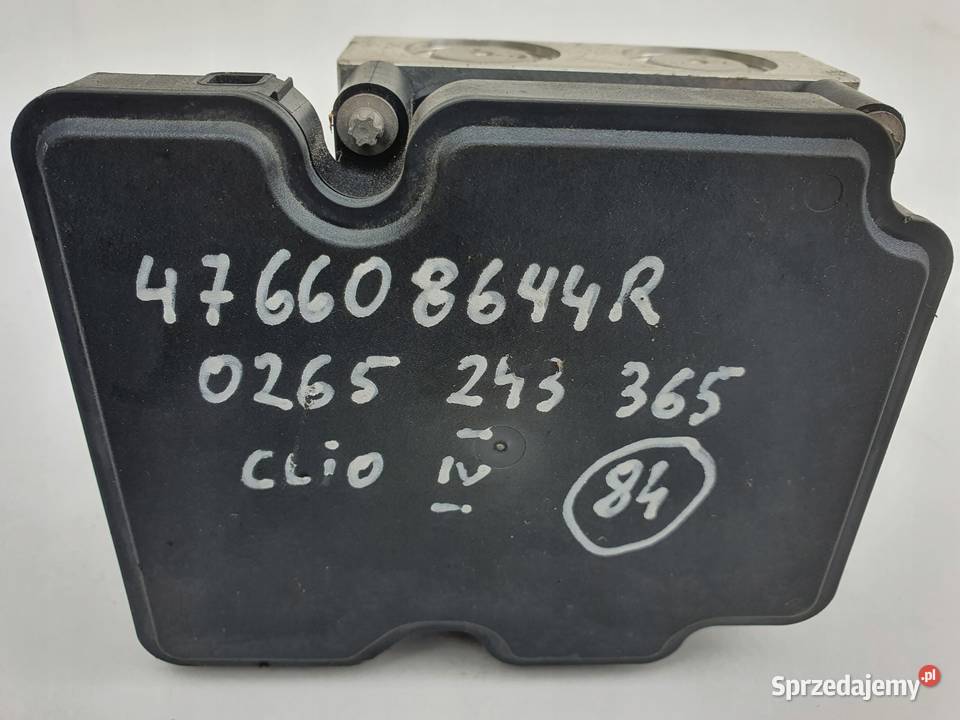 476608644R
0265 243 365
CLiO IV
84
Sprzedajemy.pl